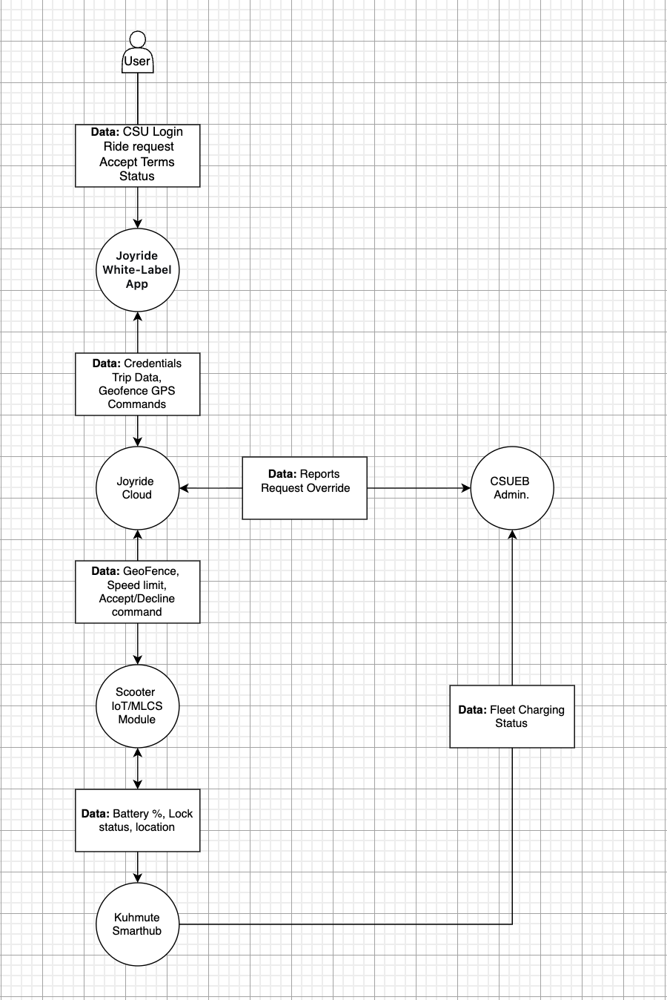 User
Data: CSU Login
Ride request
Accept Terms
Status
Joyride
White-Label
App
Data: Credentials
Trip Data,
Geofence GPS
Commands
Joyride
Cloud
Data: Reports
Request Override
CSUEB
Admin.
Data: GeoFence,
Speed limit,
Accept/Decline
command
Scooter
IoT/MLCS
Module
Data: Fleet Charging
Status
Data: Battery %, Lock
status, location
Kuhmute
Smarthub